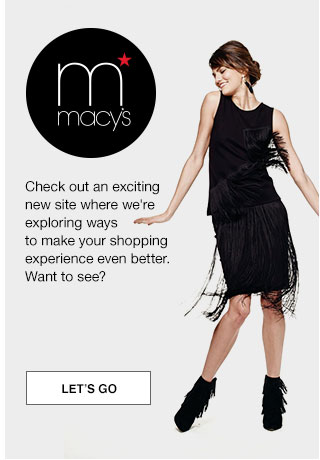 m
macy's
Check out an exciting
new site where we're
exploring ways
to make your shopping
experience even better.
Want to see?
LET'S GO